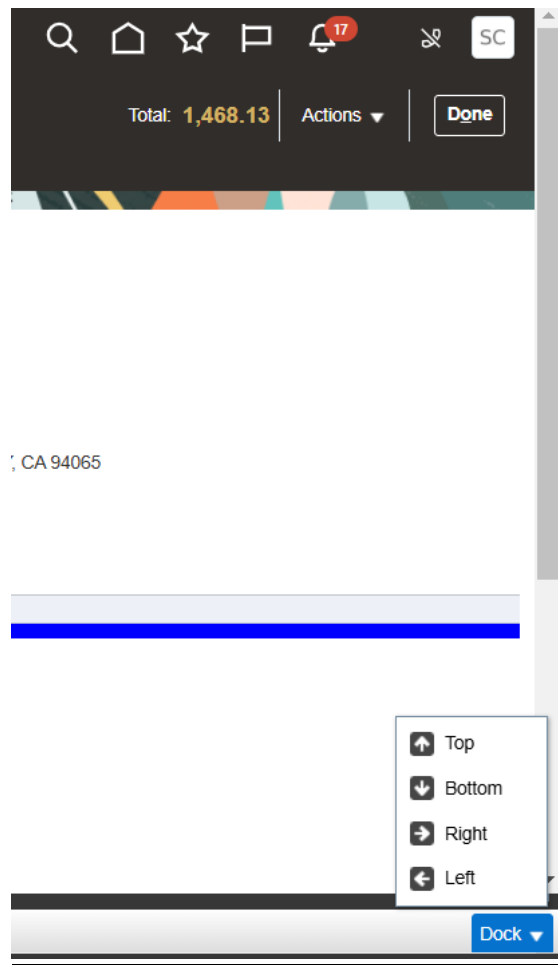 17
SC
Total: 1,468.13 Actions Done
, CA 94065
Top
Bottom
Right
Left
Dock